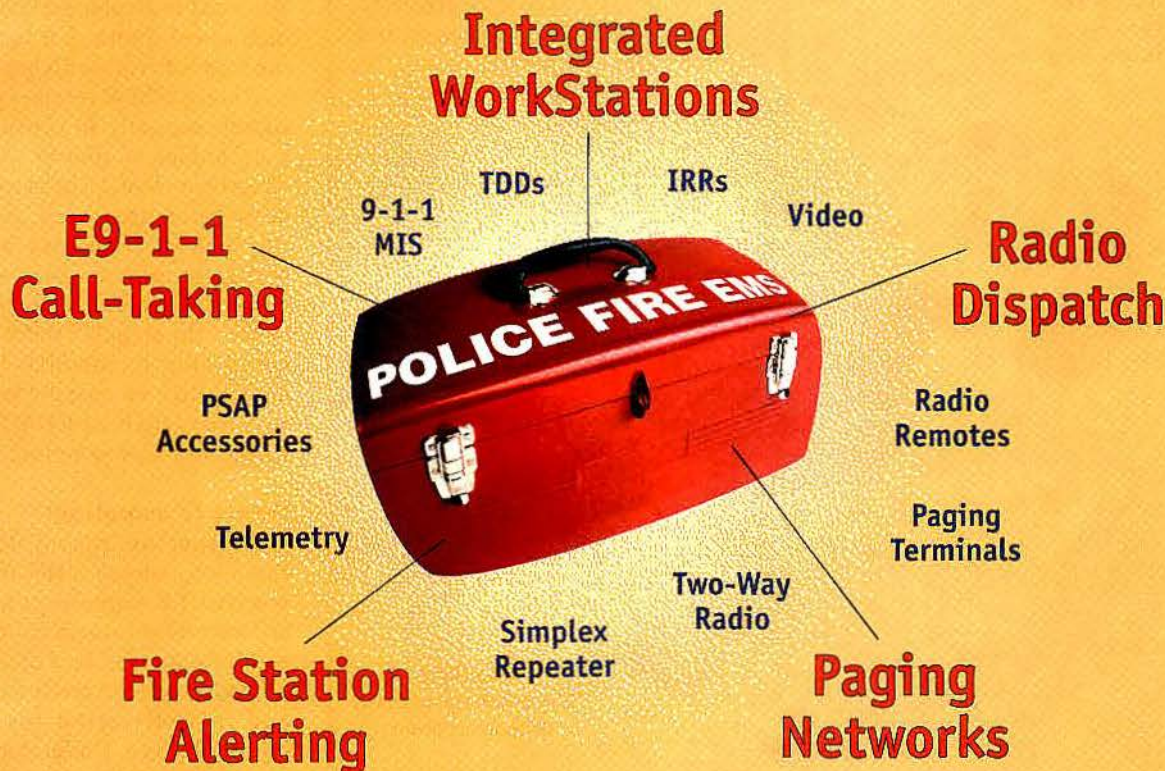 Integrated
WorkStations
TDDs
IRRs
9-1-1
MIS
Video
E9-1-1
Call-Taking
Radio
Dispatch
POLICE FIRE EMS
PSAP
Accessories
Radio
Remotes
Telemetry
Paging
Terminals
Two-Way
Radio
Simplex
Repeater
Fire Station
Alerting
Paging
Networks